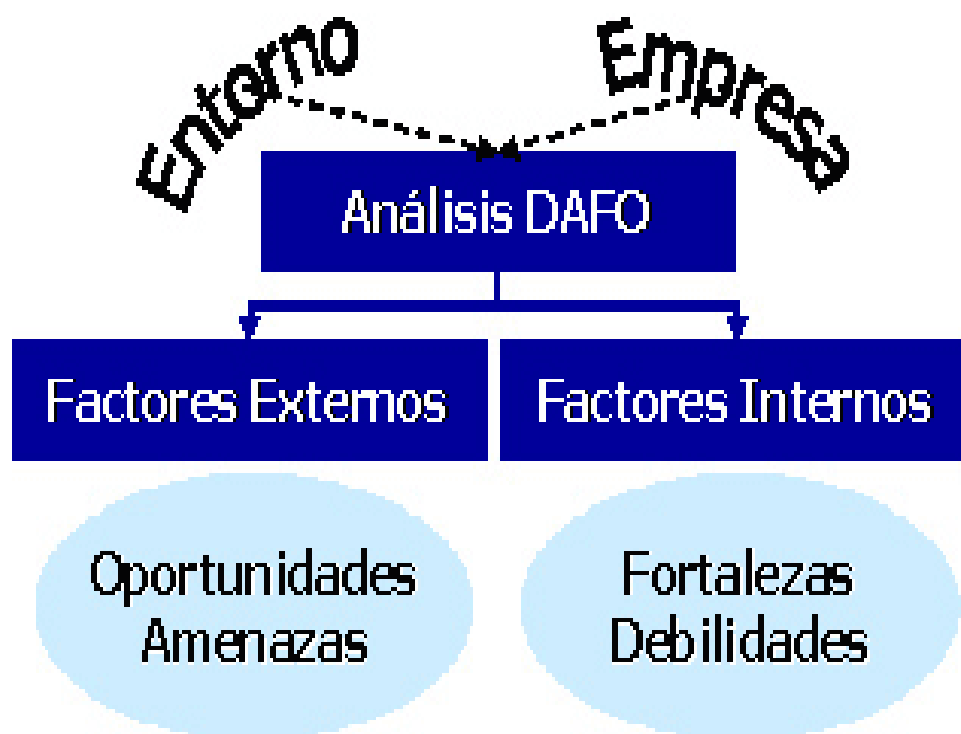 Entorno
Empresa
Análisis DAFO
Factores Externos
Factores Internos
Oportunidades
Amenazas
Fortalezas
Debilidades